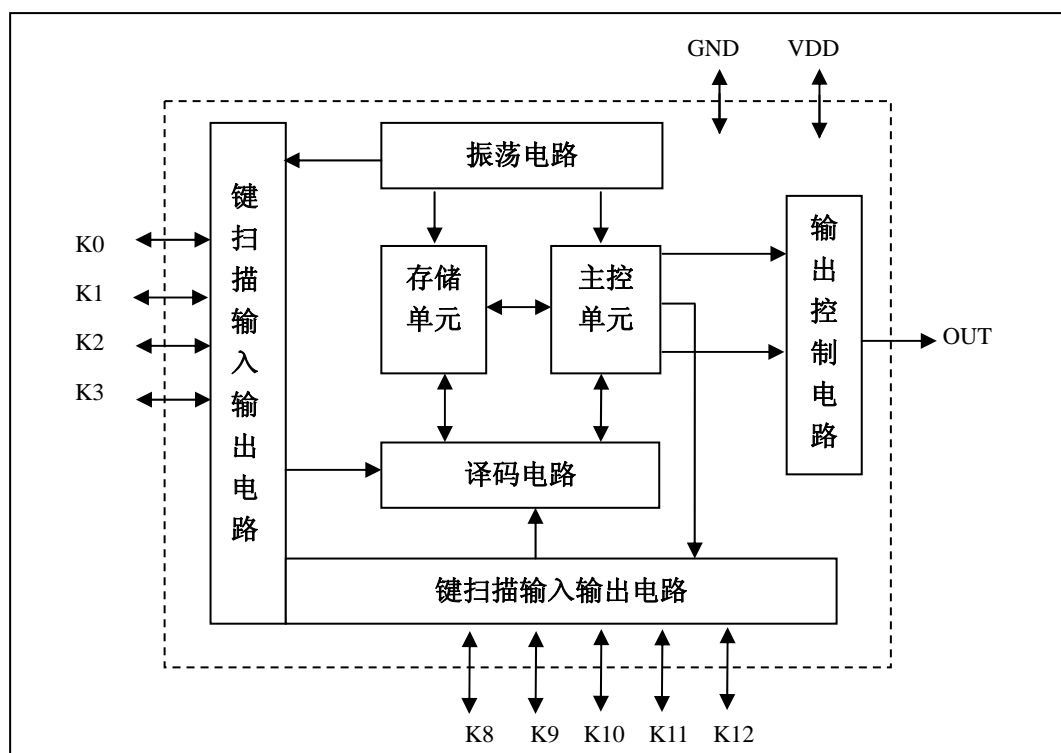 GND
VDD
振荡电路
键扫描输入输出电路
K0
K1
K2
K3
存储
单元
主控
单元
输出控制电路
OUT
译码电路
键扫描输入输出电路
K8
K9
K10
K11
K12